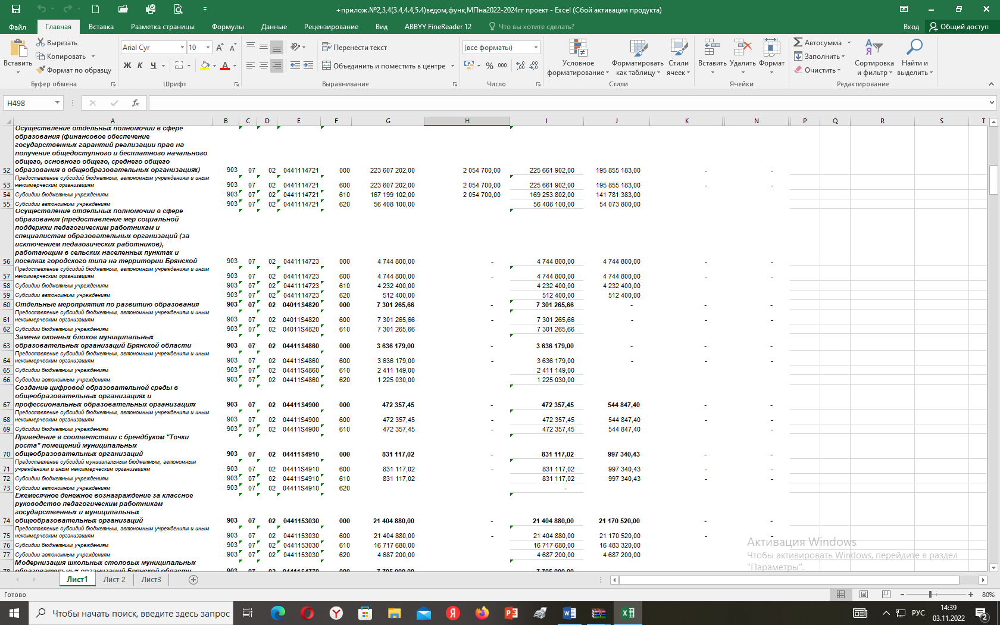 +прилож.№2,3,4(3.4,4.4,5.4)ведом,функ,МПна2022-2024гг проект - Excel (Сбой активации продукта)
Файл Главная Вставка Разметка страницы Формулы Данные Рецензирование Вид ABBYY FineReader 12 Что вы хотите сделать? Вход Общий доступ
Вставить Вырезать Копировать Формат по образцу
Буфер обмена
Arial Cyr 10
Ж К Ч
Шрифт
Перенести текст
Объединить и поместить в центре
Выравнивание
(все форматы)
% 000
Число
Условное форматирование Форматировать как таблицу Стили ячеек
Стили
Вставить Удалить Формат
Ячейки
Автосумма Заполнить Очистить
Сортировка и фильтр Найти и выделить
Редактирование
H498 fx
A B C D E F G H I J K N P Q R S T
Осуществление отдельных полномочий в сфере
образования (финансовое обеспечение
государственных гарантий реализации прав на
получение общедоступного и бесплатного начального
общего, основного общего, среднего общего
52 образования в общеобразовательных организациях) 903 07 02 0441114721 000 223 607 202,00 2 054 700,00 225 661 902,00 195 855 183,00 - -
Предоставление субсидий бюджетным, автономным учреждениям и иным
53 некоммерческим организациям 903 07 02 0441114721 600 223 607 202,00 2 054 700,00 225 661 902,00 195 855 183,00 - -
54 Субсидии бюджетным учреждениям 903 07 02 0441114721 610 167 199 102,00 2 054 700,00 169 253 802,00 141 781 383,00
55 Субсидии автономным учреждениям 903 07 02 0441114721 620 56 408 100,00 56 408 100,00 54 073 800,00
Осуществление отдельных полномочий в сфере
образования (предоставление мер социальной
поддержки педагогическим работникам и
специалистам образовательных организаций (за
исключением педагогических работников),
работающим в сельских населенных пунктах и
56 поселках городского типа на территории Брянской 903 07 02 0441114723 000 4 744 800,00 - 4 744 800,00 4 744 800,00 - -
Предоставление субсидий бюджетным, автономным учреждениям и иным
57 некоммерческим организациям 903 07 02 0441114723 600 4 744 800,00 - 4 744 800,00 4 744 800,00 - -
58 Субсидии бюджетным учреждениям 903 07 02 0441114723 610 4 232 400,00 4 232 400,00 4 232 400,00
59 Субсидии автономным учреждениям 903 07 02 0441114723 620 512 400,00 512 400,00 512 400,00
60 Отдельные мероприятия по развитию образования 903 07 02 04011S4820 000 7 301 265,66 - 7 301 265,66 - - -
Предоставление субсидий бюджетным, автономным учреждениям и иным
61 некоммерческим организациям 903 07 02 04011S4820 600 7 301 265,66 - 7 301 265,66 - - -
62 Субсидии бюджетным учреждениям 903 07 02 04011S4820 610 7 301 265,66 7 301 265,66
Замена оконных блоков муниципальных
63 образовательных организаций Брянской области 903 07 02 04411S4860 000 3 636 179,00 - 3 636 179,00 - - -
Предоставление субсидий бюджетным, автономным учреждениям и иным
64 некоммерческим организациям 903 07 02 04411S4860 600 3 636 179,00 - 3 636 179,00 - - -
65 Субсидии бюджетным учреждениям 903 07 02 04411S4860 610 2 411 149,00 2 411 149,00
66 Субсидии автономным учреждениям 903 07 02 04411S4860 620 1 225 030,00 1 225 030,00
Создание цифровой образовательной среды в
общеобразовательных организациях и
67 профессиональных образовательных организациях 903 07 02 04411S4900 000 472 357,45 - 472 357,45 544 847,40 - -
Предоставление субсидий бюджетным, автономным учреждениям и иным
68 некоммерческим организациям 903 07 02 04411S4900 600 472 357,45 - 472 357,45 544 847,40 - -
69 Субсидии бюджетным учреждениям 903 07 02 04411S4900 610 472 357,45 472 357,45 544 847,40 - -
Приведение в соответствии с брендбуком "Точки
роста" помещений муниципальных
70 общеобразовательных организаций 903 07 02 04411S4910 000 831 117,02 - 831 117,02 997 340,43 - -
Предоставление субсидий муниципальным бюджетным, автономным
71 учреждениям и иным некоммерческим организациям 903 07 02 04411S4910 600 831 117,02 - 831 117,02 997 340,43 - -
72 Субсидии бюджетным учреждениям 903 07 02 04411S4910 610 831 117,02 831 117,02 997 340,43 - -
73 Субсидии автономным учреждениям 903 07 02 04411S4910 620 -
Ежемесячное денежное вознаграждение за классное
руководство педагогическим работникам
государственных и муниципальных
74 общеобразовательных организаций 903 07 02 0441153030 000 21 404 880,00 - 21 404 880,00 21 170 520,00 - -
Предоставление субсидий бюджетным, автономным учреждениям и иным
75 некоммерческим организациям 903 07 02 0441153030 600 21 404 880,00 - 21 404 880,00 21 170 520,00 - -
76 Субсидии бюджетным учреждениям 903 07 02 0441153030 610 16 717 680,00 16 717 680,00 16 483 320,00
77 Субсидии автономным учреждениям 903 07 02 0441153030 620 4 687 200,00 4 687 200,00 4 687 200,00
Модернизация школьных столовых муниципальных
78 образовательных организаций Брянской области 903 07 02 04411S4770 000 7 705 000,00 7 705 000,00
Активация Windows
Чтобы активировать Windows, перейдите в раздел
"Параметры".
Лист1 Лист 2 Лист3
Готово 80%
Чтобы начать поиск, введите здесь запрос
РУС 14:39
03.11.2022 2